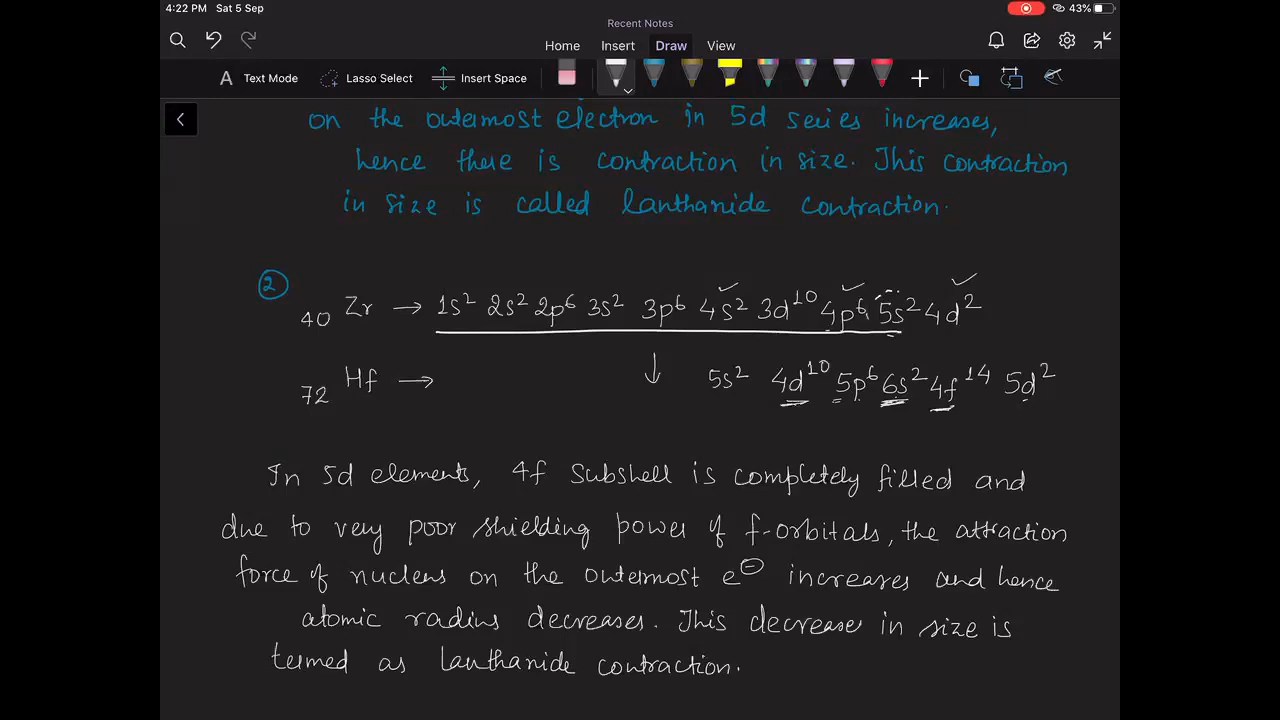 4:22 PM Sat 5 Sep
43%
Recent Notes
Home Insert Draw View
A Text Mode Lasso Select Insert Space
on the outermost electron in 5d series increases,
hence there is contraction in size. This contraction
in size is called lanthanide contraction.
②
₄₀Zr → 1s² 2s² 2p⁶ 3s² 3p⁶ 4s² 3d¹⁰ 4p⁶ 5s² 4d²
₇₂Hf → ↓ 5s² 4d¹⁰ 5p⁶ 6s² 4f¹⁴ 5d²
In 5d elements, 4f subshell is completely filled and
due to very poor shielding power of f-orbitals, the attraction
force of nucleus on the outermost e⊖ increases and hence
atomic radius decreases. This decrease in size is
termed as lanthanide contraction.